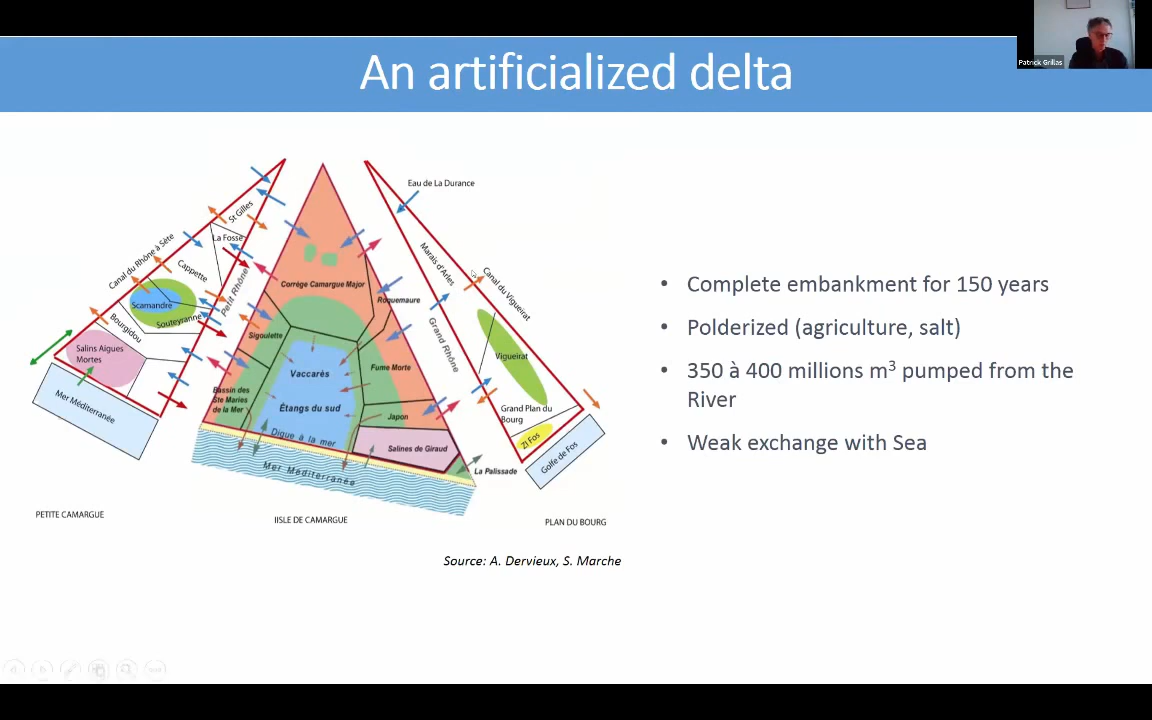 Patrick Grillas
An artificialized delta
Eau de La Durance
St Gilles
La Fosse
Canal du Rhône à Sète
Cappette
Petit Rhône
Scamandre
Souteyranne
Bourgidou
Salins Aigues
Mortes
Mer Méditerranée
Corrège Camargue Major
Roquemaure
Sigoulette
Fume Morte
Vaccarès
Bassin des
Ste Maries
de la Mer
Étangs du sud
Japon
Digue à la mer
Salines de Giraud
Mer Méditerranée
La Palissade
Grand Rhône
Marais d'Arles
Canal du Vigueirat
Vigueirat
Grand Plan du
Bourg
ZI Fos
Golfe de Fos
PETITE CAMARGUE
IISLE DE CAMARGUE
PLAN DU BOURG
Source: A. Dervieux, S. Marche
• Complete embankment for 150 years
• Polderized (agriculture, salt)
• 350 à 400 millions m³ pumped from the
River
• Weak exchange with Sea